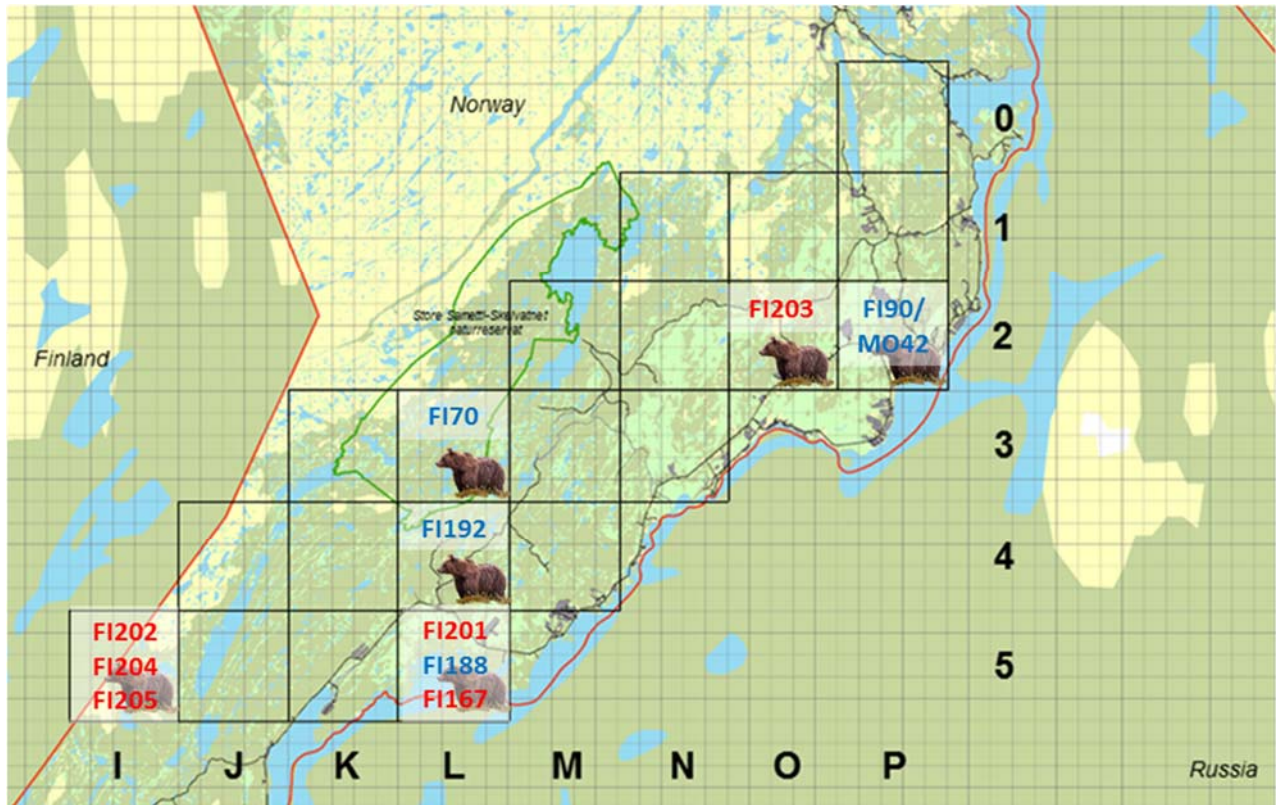 Norway
0
1
Store Sametti-Skjelvatnet
naturreservat
FI203
FI90/
MO42
2
Finland
FI70
3
FI192
4
FI202
FI204
FI205
FI201
FI188
FI167
5
I J K L M N O P
Russia